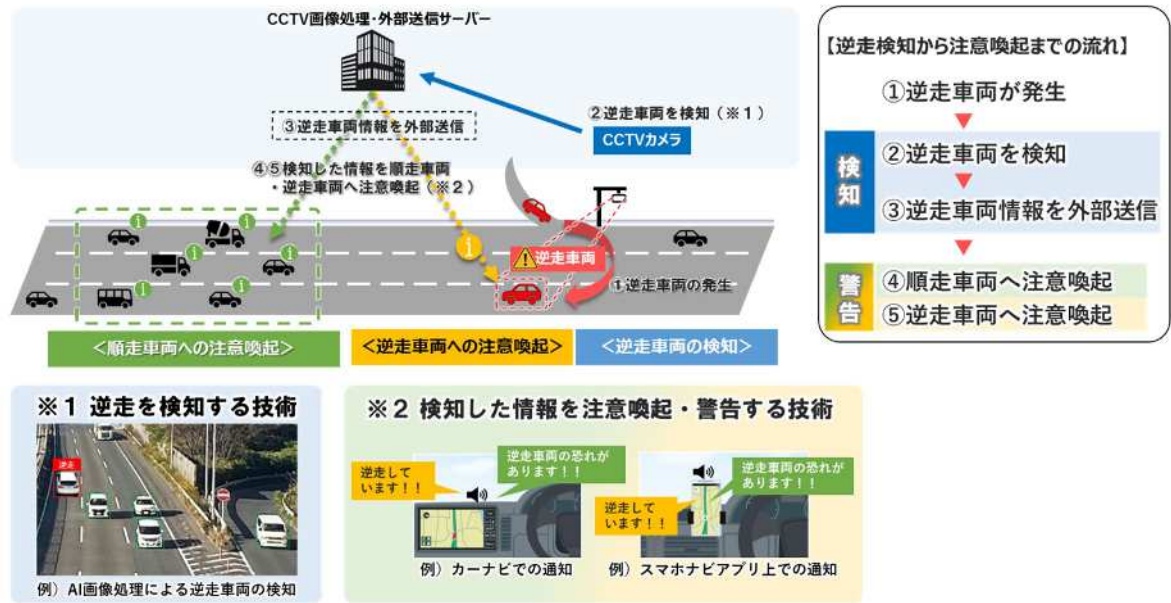 CCTV画像処理・外部送信サーバー
③逆走車両情報を外部送信
②逆走車両を検知（※１）
CCTVカメラ
④⑤検知した情報を順走車両
・逆走車両へ注意喚起（※２）
i
i
i
i
i
i
i
逆走車両
①逆走車両の発生
＜順走車両への注意喚起＞
＜逆走車両への注意喚起＞
＜逆走車両の検知＞
【逆走検知から注意喚起までの流れ】
①逆走車両が発生
検知
②逆走車両を検知
③逆走車両情報を外部送信
警告
④順走車両へ注意喚起
⑤逆走車両へ注意喚起
※１ 逆走を検知する技術
逆走
例）AI画像処理による逆走車両の検知
※２ 検知した情報を注意喚起・警告する技術
逆走して
います！！
逆走車両の恐れが
あります！！
例）カーナビでの通知
逆走して
います！！
逆走車両の恐れが
あります！！
例）スマホナビアプリ上での通知